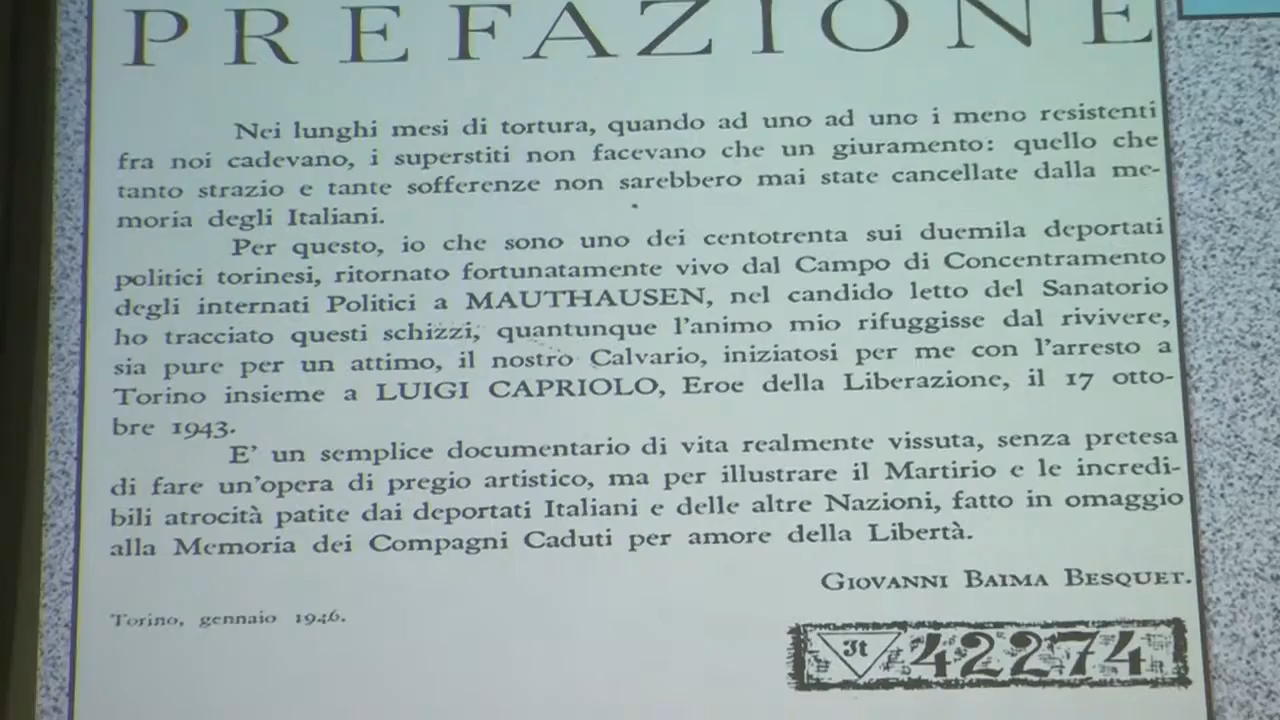 PREFAZIONE
Nei lunghi mesi di tortura, quando ad uno ad uno i meno resistenti
fra noi cadevano, i superstiti non facevano che un giuramento: quello che
tanto strazio e tante sofferenze non sarebbero mai state cancellate dalla me-
moria degli Italiani.
Per questo, io che sono uno dei centotrenta sui duemila deportati
politici torinesi, ritornato fortunatamente vivo dal Campo di Concentramento
degli internati Politici a MAUTHAUSEN, nel candido letto del Sanatorio
ho tracciato questi schizzi, quantunque l'animo mio rifuggisse dal rivivere,
sia pure per un attimo, il nostro Calvario, iniziatosi per me con l'arresto a
Torino insieme a LUIGI CAPRIOLO, Eroe della Liberazione, il 17 otto-
bre 1943.
E' un semplice documentario di vita realmente vissuta, senza pretesa
di fare un'opera di pregio artistico, ma per illustrare il Martirio e le incredi-
bili atrocità patite dai deportati Italiani e delle altre Nazioni, fatto in omaggio
alla Memoria dei Compagni Caduti per amore della Libertà.
GIOVANNI BAIMA BESQUET.
Torino, gennaio 1946.
It 42274